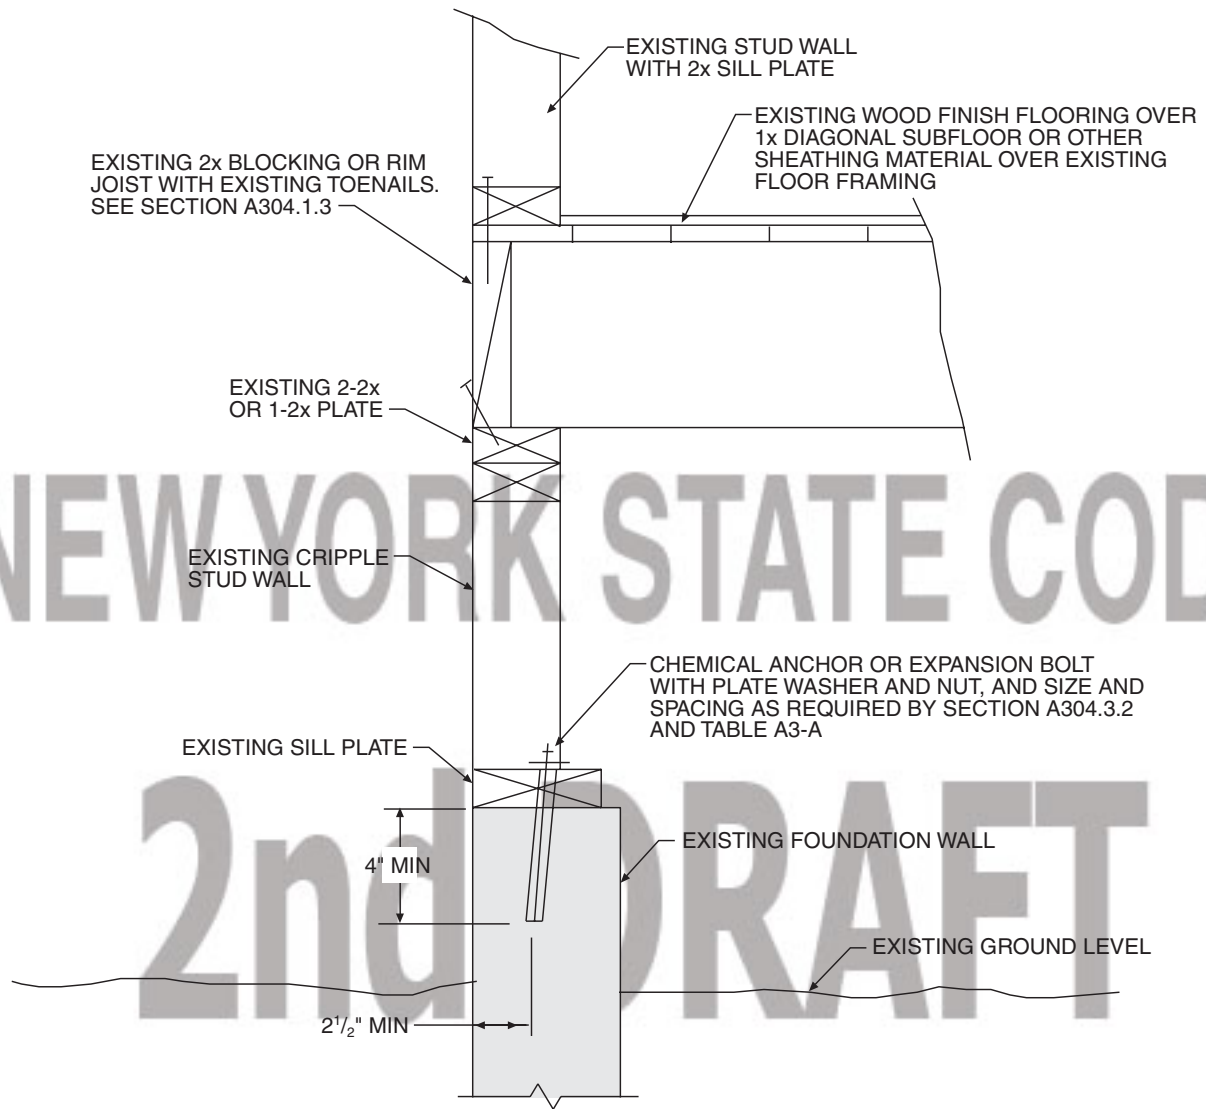 EXISTING STUD WALL
WITH 2x SILL PLATE
EXISTING WOOD FINISH FLOORING OVER
1x DIAGONAL SUBFLOOR OR OTHER
SHEATHING MATERIAL OVER EXISTING
FLOOR FRAMING
EXISTING 2x BLOCKING OR RIM
JOIST WITH EXISTING TOENAILS.
SEE SECTION A304.1.3
EXISTING 2-2x
OR 1-2x PLATE
NEW YORK STATE COD
EXISTING CRIPPLE
STUD WALL
CHEMICAL ANCHOR OR EXPANSION BOLT
WITH PLATE WASHER AND NUT, AND SIZE AND
SPACING AS REQUIRED BY SECTION A304.3.2
AND TABLE A3-A
EXISTING SILL PLATE
2nd DRAFT
EXISTING FOUNDATION WALL
4" MIN
EXISTING GROUND LEVEL
2 1/2" MIN